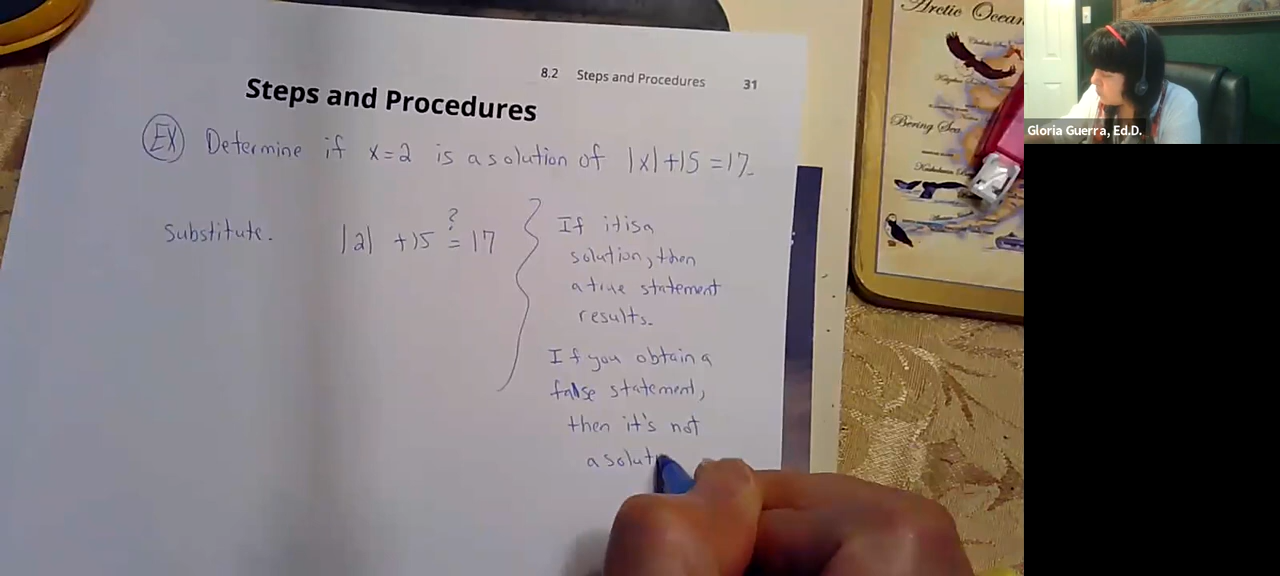 8.2 Steps and Procedures 31
Steps and Procedures
EX Determine if x=2 is a solution of |x|+15=17.
Substitute. |2| +15 ?= 17
If it is a
solution, then
a true statement
results.
If you obtain a
false statement,
then it's not
a solut
Arctic Ocean
Bering Sea
Gloria Guerra, Ed.D.